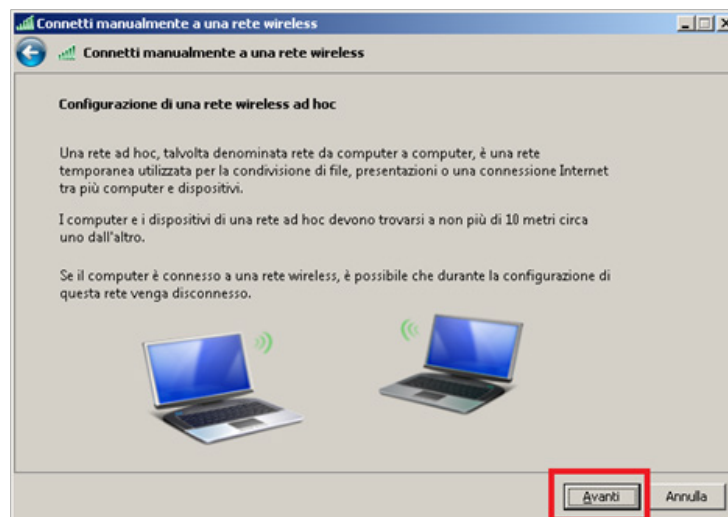 Connetti manualmente a una rete wireless
Connetti manualmente a una rete wireless
Configurazione di una rete wireless ad hoc
Una rete ad hoc, talvolta denominata rete da computer a computer, è una rete
temporanea utilizzata per la condivisione di file, presentazioni o una connessione Internet
tra più computer e dispositivi.
I computer e i dispositivi di una rete ad hoc devono trovarsi a non più di 10 metri circa
uno dall'altro.
Se il computer è connesso a una rete wireless, è possibile che durante la configurazione di
questa rete venga disconnesso.
Avanti Annulla